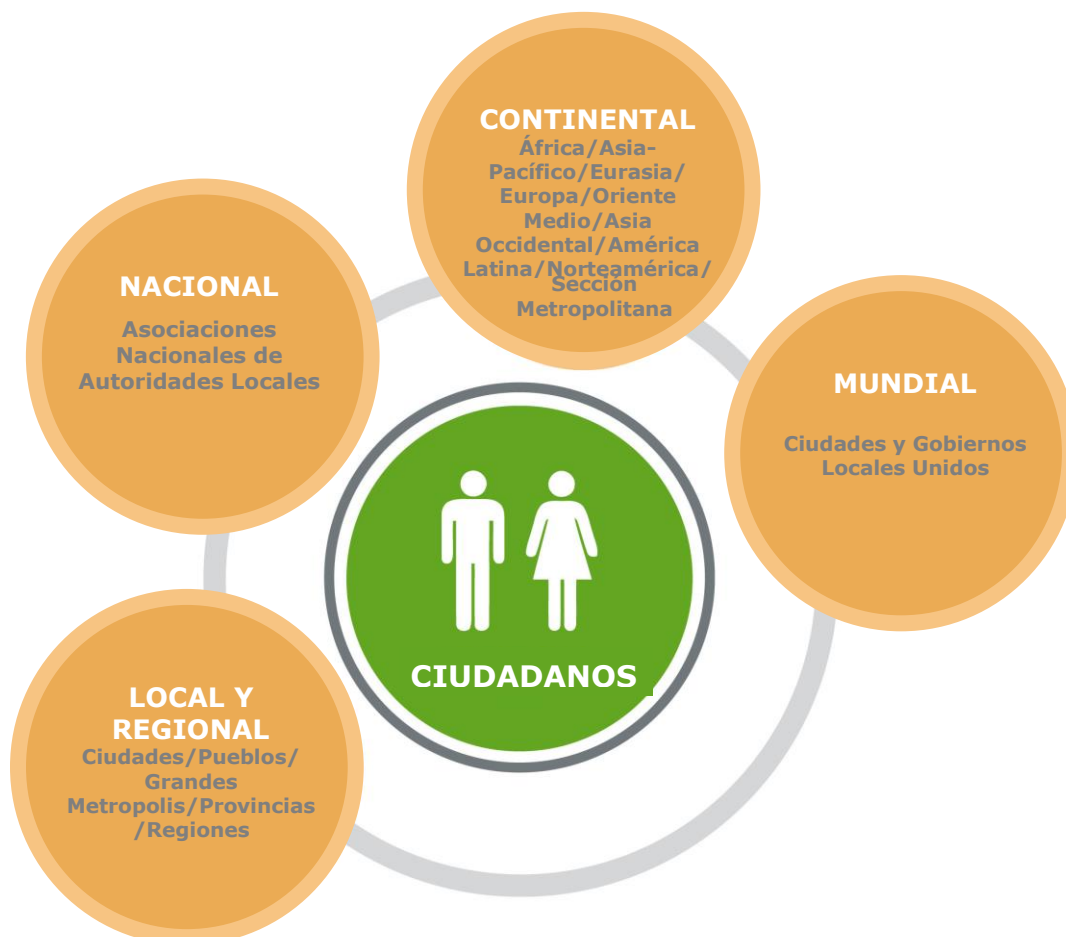 CONTINENTAL
África/Asia-
Pacífico/Eurasia/
Europa/Oriente
Medio/Asia
Occidental/América
Latina/Norteamérica/
Sección
Metropolitana
NACIONAL
Asociaciones
Nacionales de
Autoridades Locales
MUNDIAL
Ciudades y Gobiernos
Locales Unidos
CIUDADANOS
LOCAL Y
REGIONAL
Ciudades/Pueblos/
Grandes
Metropolis/Provincias
/Regiones